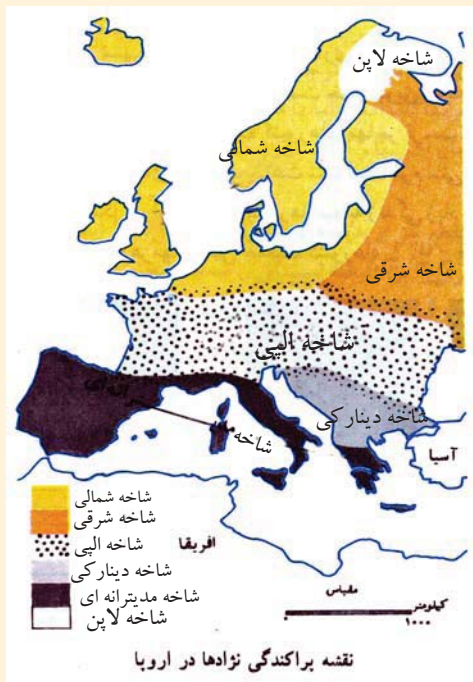 شاخه لاپن
شاخه شمالی
شاخه شرقی
شاخه الپی
شاخه دینارکی
شاخه
آسیا
افریقا
شاخه شمالی
شاخه شرقی
شاخه الپی
شاخه دینارکی
شاخه مدیترانه ای
شاخه لاپن
مقیاس
کیلومتر
۱۰۰۰
نقشه پراکندگی نژادها در اروپا